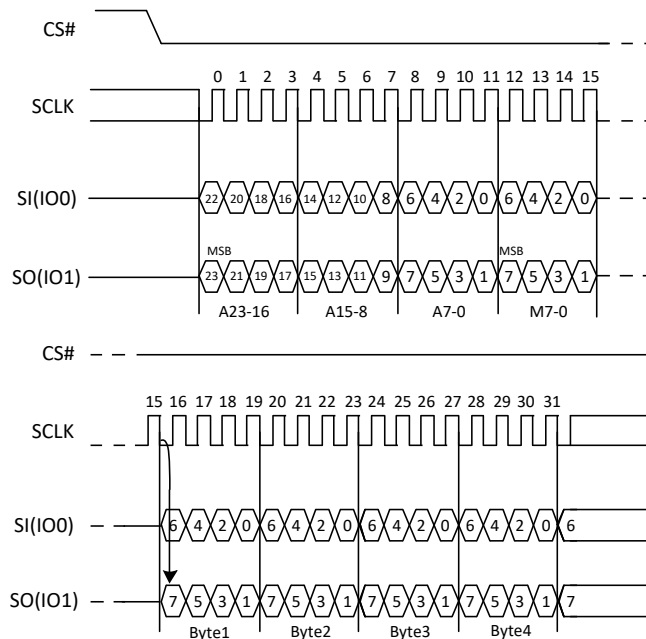 CS#
0 1 2 3 4 5 6 7 8 9 10 11 12 13 14 15
SCLK
SI(IO0) 22 20 18 16 14 12 10 8 6 4 2 0 6 4 2 0
MSB MSB
SO(IO1) 23 21 19 17 15 13 11 9 7 5 3 1 7 5 3 1
A23-16 A15-8 A7-0 M7-0
CS#
15 16 17 18 19 20 21 22 23 24 25 26 27 28 29 30 31
SCLK
SI(IO0) 6 4 2 0 6 4 2 0 6 4 2 0 6 4 2 0 6
SO(IO1) 7 5 3 1 7 5 3 1 7 5 3 1 7 5 3 1 7
Byte1 Byte2 Byte3 Byte4